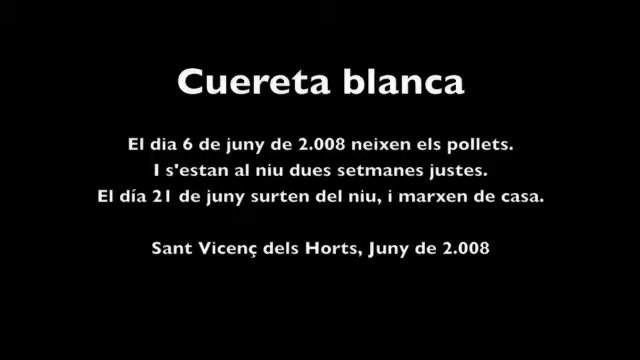 Cuereta blanca
El dia 6 de juny de 2.008 neixen els pollets.
I s'estan al niu dues setmanes justes.
El día 21 de juny surten del niu, i marxen de casa.
Sant Vicenç dels Horts, Juny de 2.008